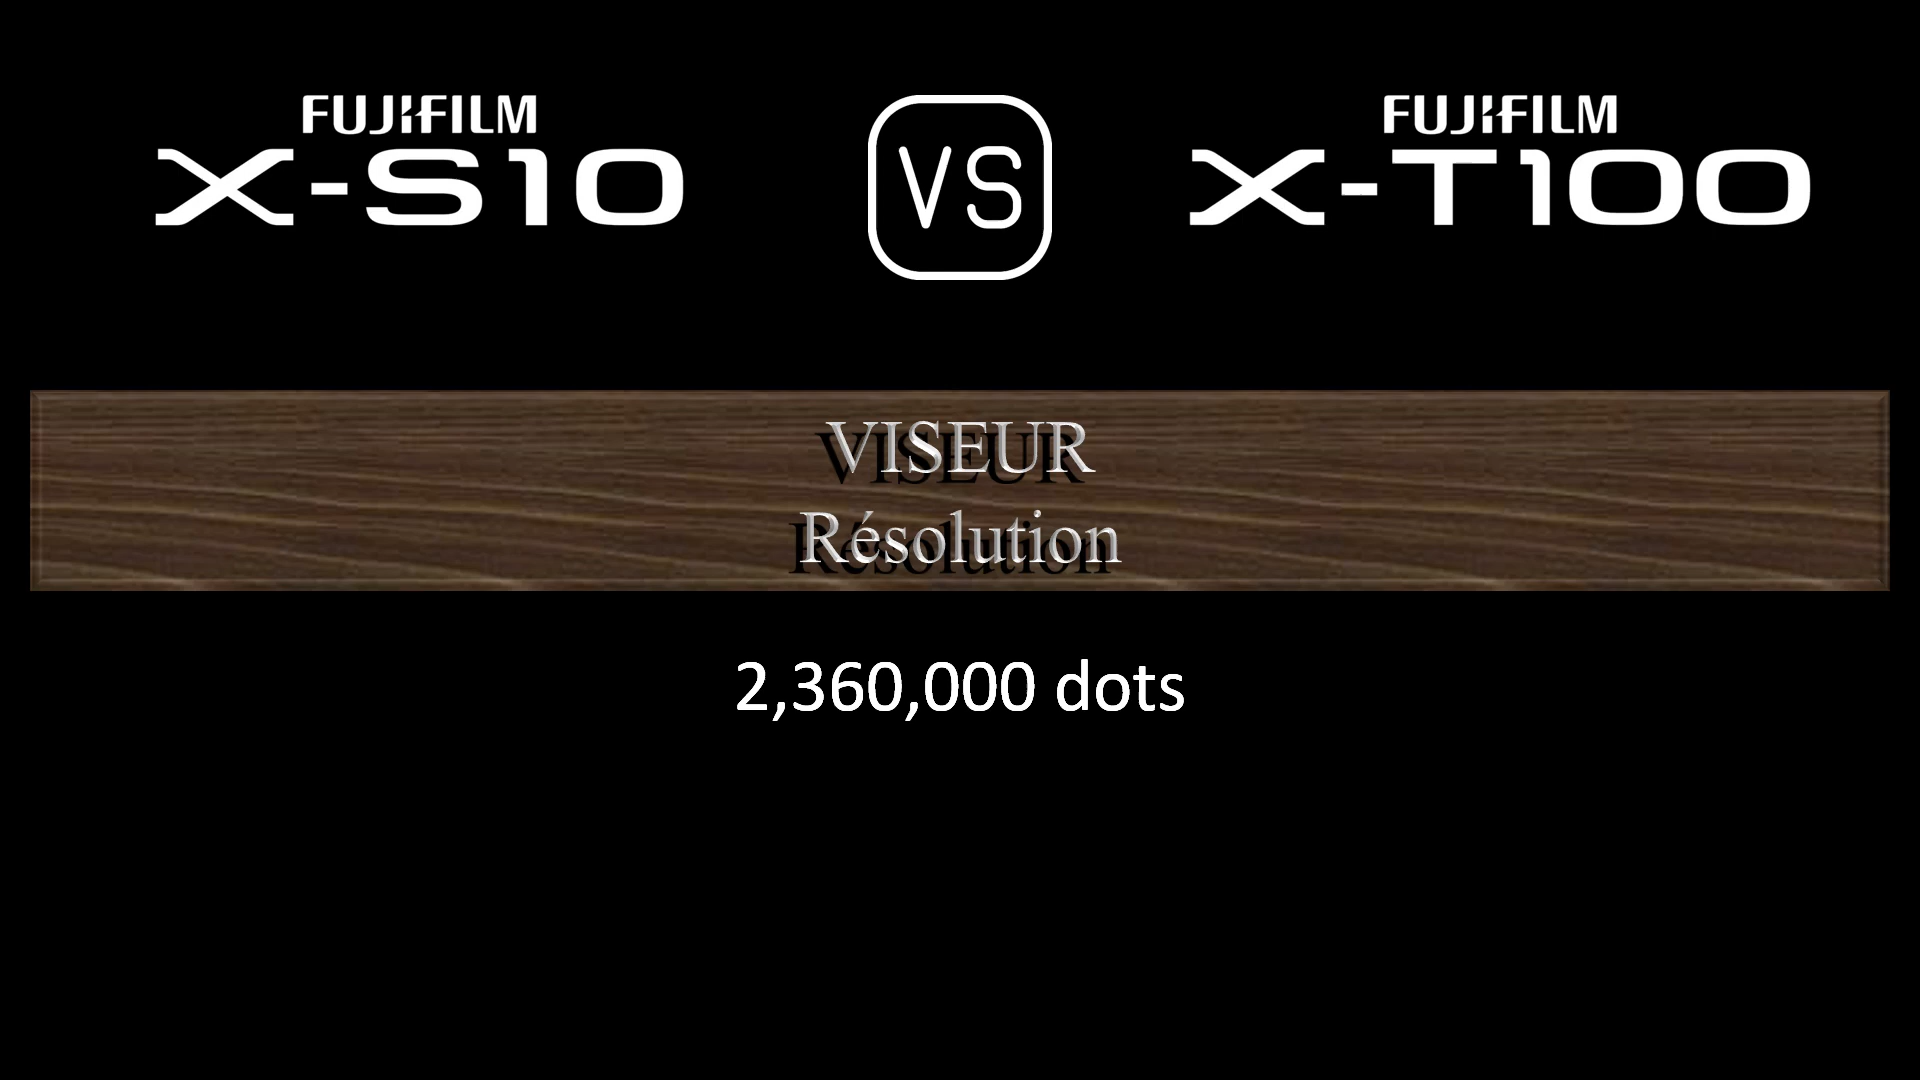 FUJIFILM
X-S10
VS
FUJIFILM
X-T100
VISEUR
Résolution
2,360,000 dots